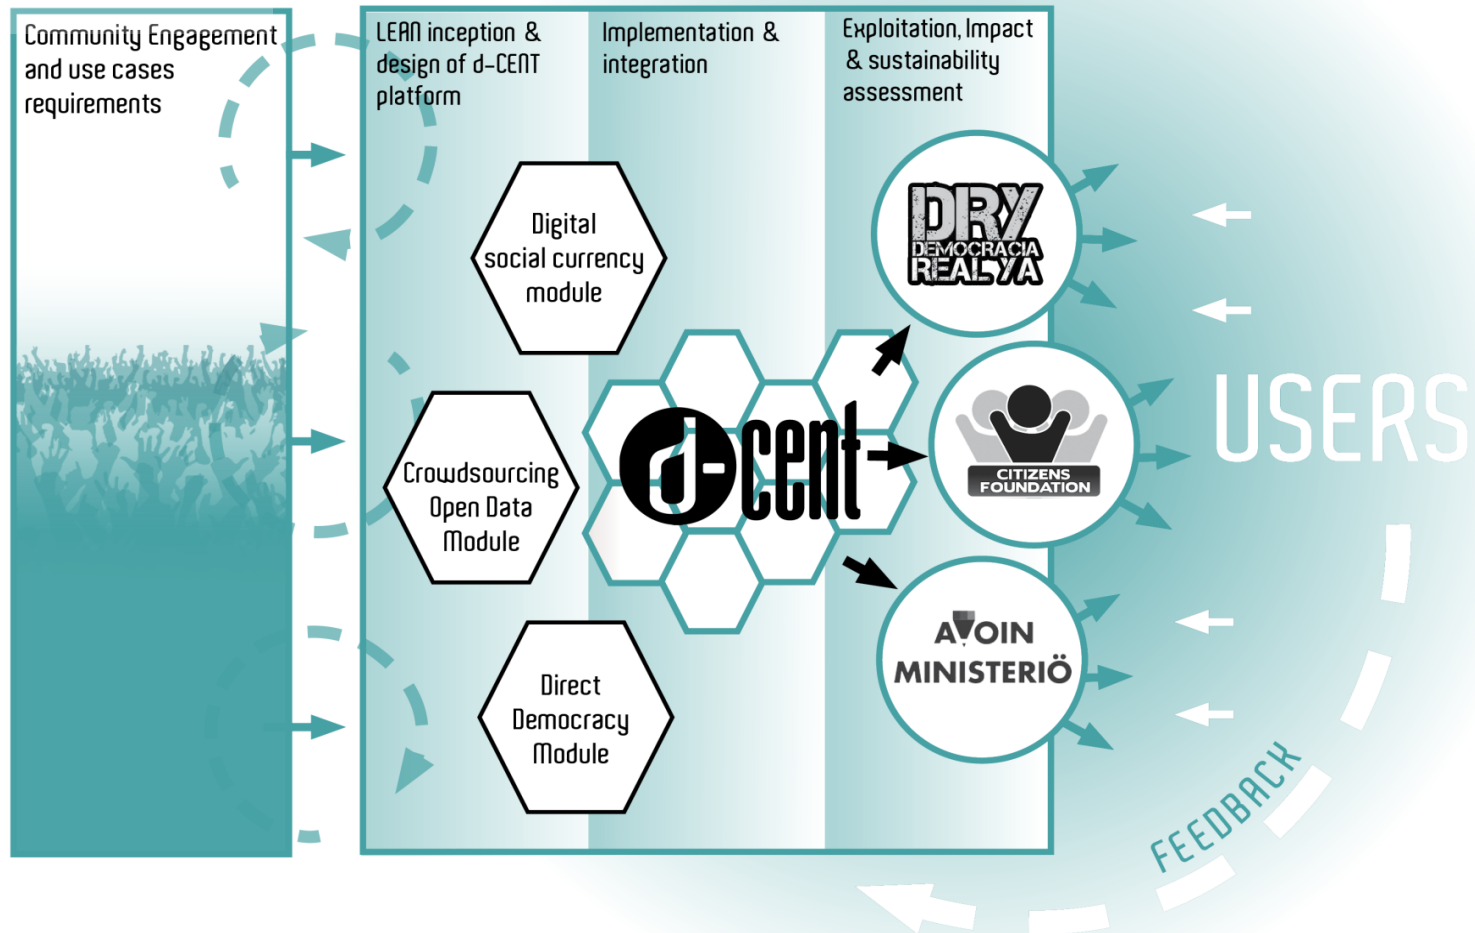 Community Engagement
and use cases
requirements
LEAN inception &
design of d-CENT
platform
Implementation &
integration
Exploitation, Impact
& sustainability
assessment
Digital
social currency
module
Crowdsourcing
Open Data
Module
Direct
Democracy
Module
d-cent
DRY
DEMOCRACIA
REAL YA
CITIZENS
FOUNDATION
AVOIN
MINISTERIÖ
USERS
FEEDBACK